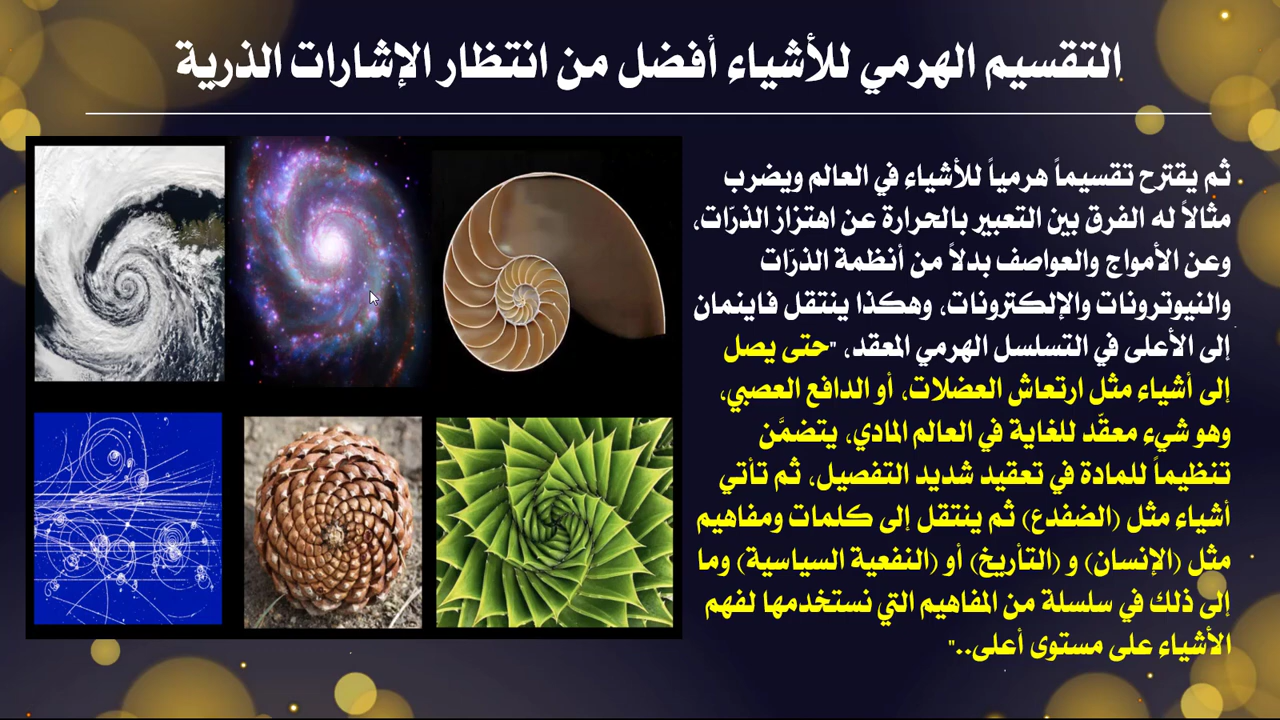 التقسيم الهرمي للأشياء أفضل من انتظار الإشارات الذرية
ثم يقترح تقسيماً هرمياً للأشياء في العالم ويضرب
مثالاً له الفرق بين التعبير بالحرارة عن اهتزاز الذرّات،
وعن الأمواج والعواصف بدلاً من أنظمة الذرّات
والنيوترونات والإلكترونات، وهكذا ينتقل فاينمان
إلى الأعلى في التسلسل الهرمي المعقد، "حتى يصل
إلى أشياء مثل ارتعاش العضلات، أو الدافع العصبي،
وهو شيء معقّد للغاية في العالم المادي، يتضمَّن
تنظيماً للمادة في تعقيد شديد التفصيل، ثم تأتي
أشياء مثل (الضفدع) ثم ينتقل إلى كلمات ومفاهيم
مثل (الإنسان) و (التأريخ) أو (النفعية السياسية) وما
إلى ذلك في سلسلة من المفاهيم التي نستخدمها لفهم
الأشياء على مستوى أعلى.."